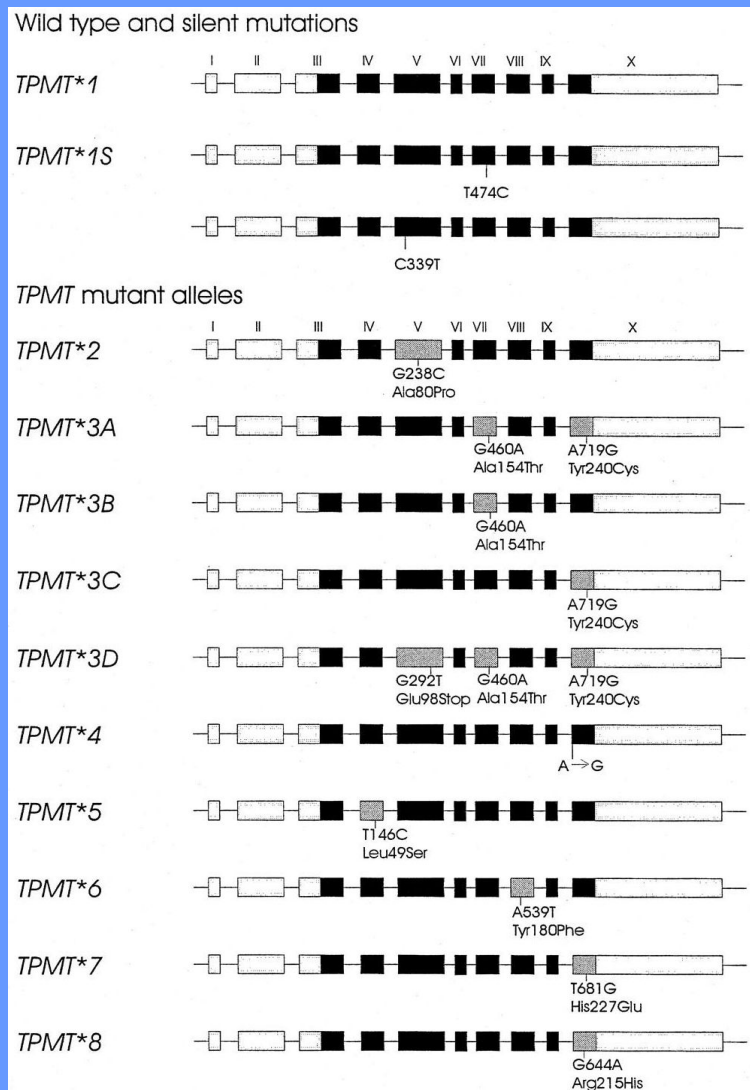 Wild type and silent mutations
I II III IV V VI VII VIII IX X
TPMT*1
TPMT*1S
T474C
C339T
TPMT mutant alleles
I II III IV V VI VII VIII IX X
TPMT*2
G238C
Ala80Pro
TPMT*3A
G460A A719G
Ala154Thr Tyr240Cys
TPMT*3B
G460A
Ala154Thr
TPMT*3C
A719G
Tyr240Cys
TPMT*3D
G292T G460A A719G
Glu98Stop Ala154Thr Tyr240Cys
TPMT*4
A → G
TPMT*5
T146C
Leu49Ser
TPMT*6
A539T
Tyr180Phe
TPMT*7
T681G
His227Glu
TPMT*8
G644A
Arg215His